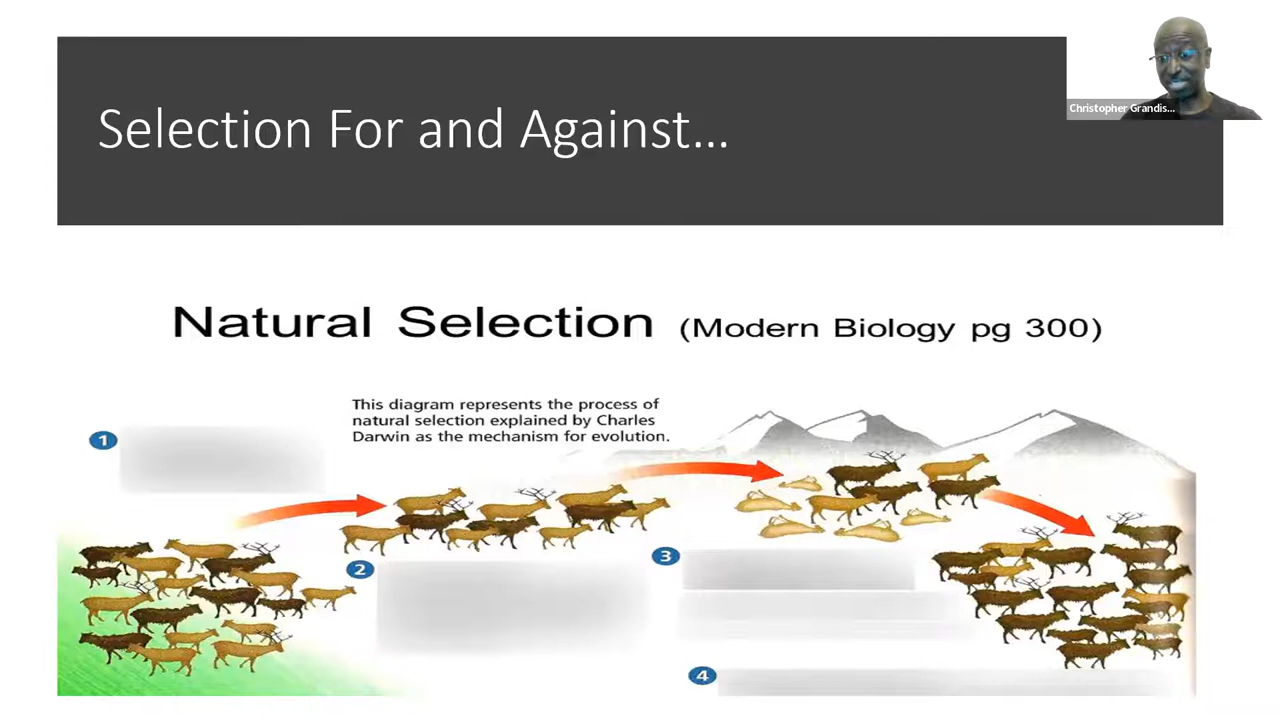 Selection For and Against...
Christopher Grandis...
Natural Selection (Modern Biology pg 300)
This diagram represents the process of
natural selection explained by Charles
Darwin as the mechanism for evolution.
1
2
3
4